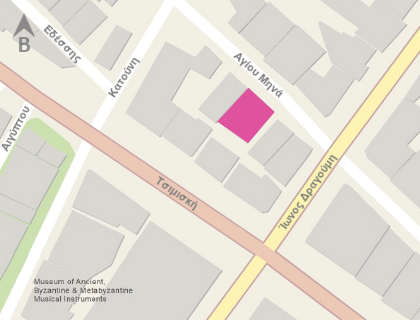 Β
Εδέσσης
Αγίου Μηνά
Κατούνη
Αιγύπτου
Τσιμισκή
Ίωνος Δραγούμη
Museum of Ancient,
Byzantine & Metabyzantine
Musical Instruments